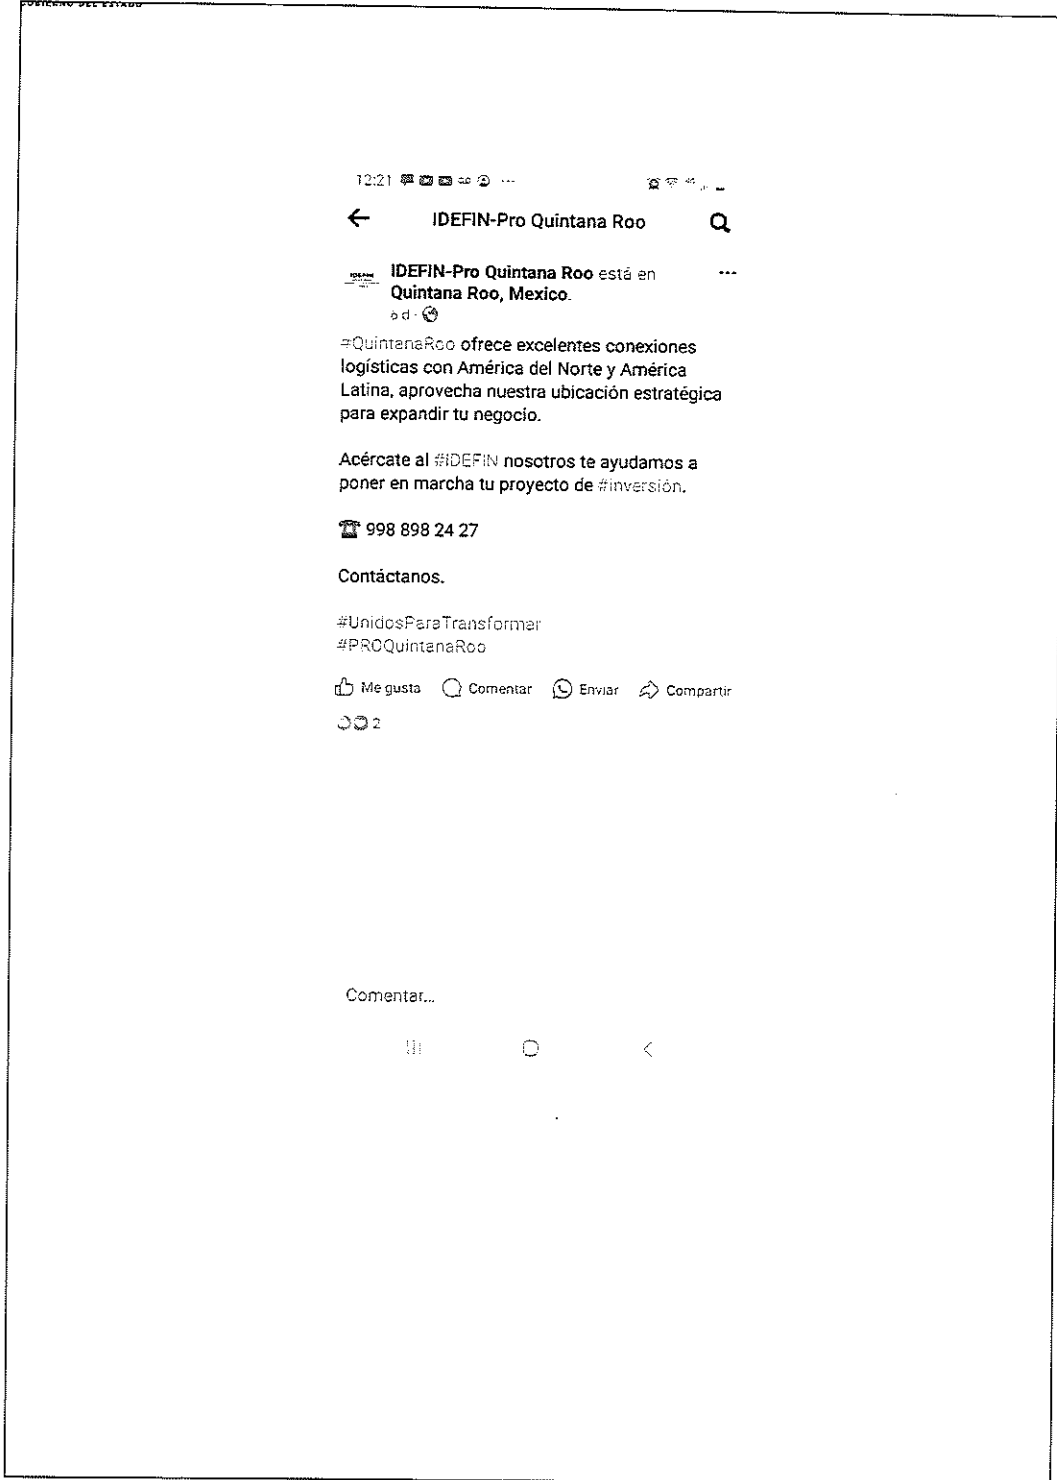 GOBIERNO DEL ESTADO
12:21
IDEFIN-Pro Quintana Roo
IDEFIN-Pro Quintana Roo está en
Quintana Roo, Mexico.
#QuintanaRoo ofrece excelentes conexiones
logísticas con América del Norte y América
Latina, aprovecha nuestra ubicación estratégica
para expandir tu negocio.
Acércate al #IDEFIN nosotros te ayudamos a
poner en marcha tu proyecto de #inversión.
☎ 998 898 24 27
Contáctanos.
#UnidosParaTransformar
#PROQuintanaRoo
Me gusta Comentar Enviar Compartir
2
Comentar...